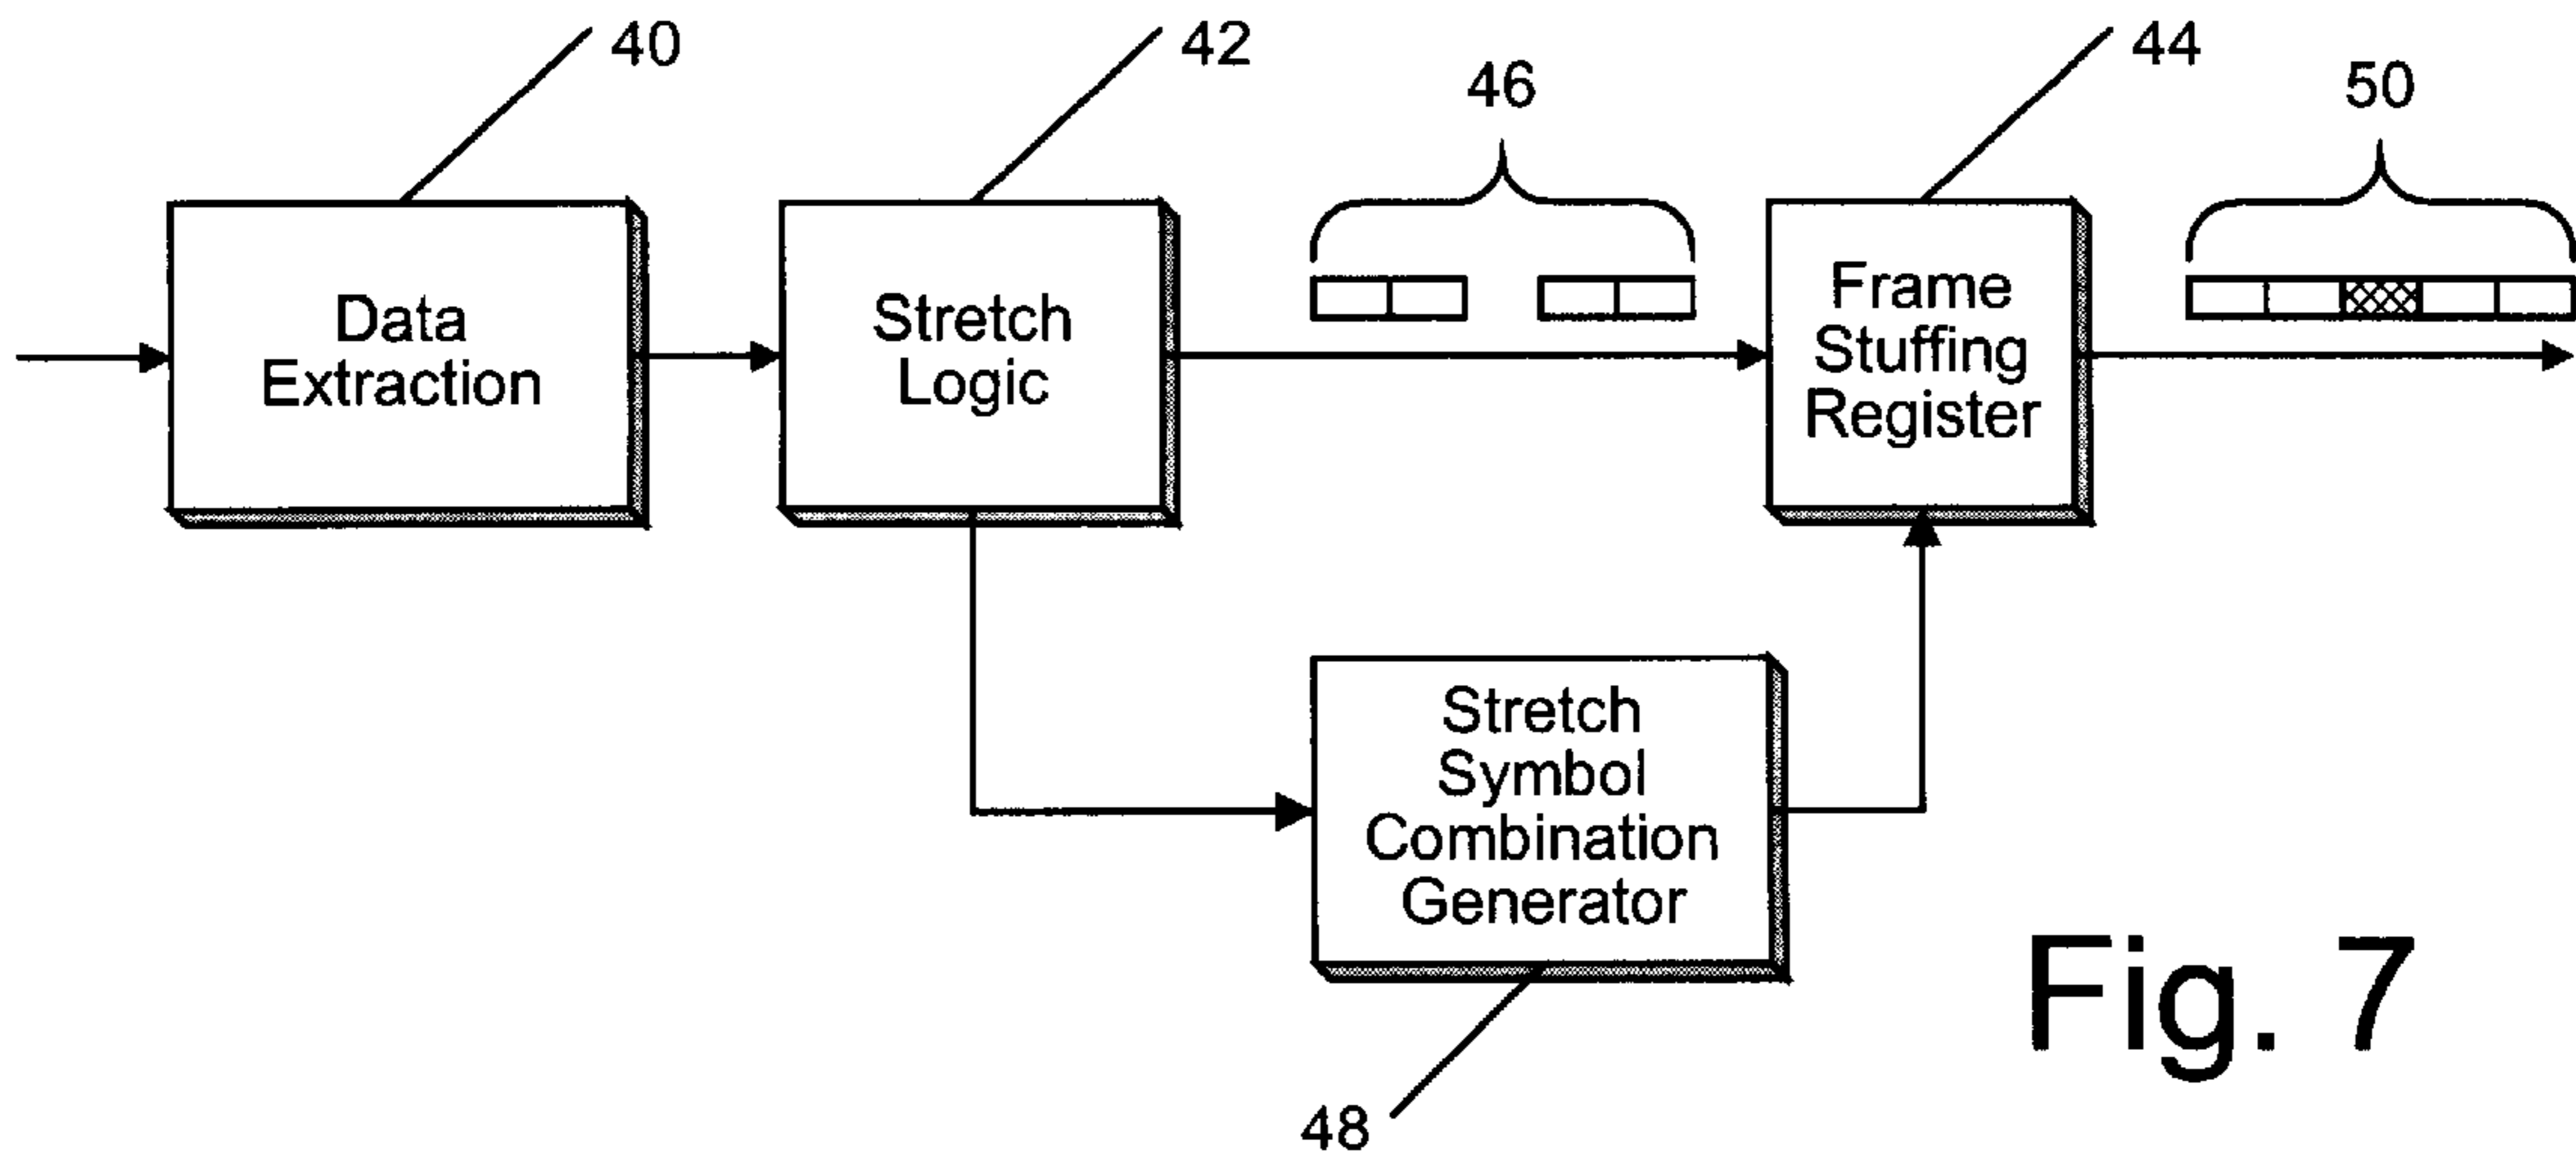 40
42
44
46
50
Data
Extraction
Stretch
Logic
Frame
Stuffing
Register
Stretch
Symbol
Combination
Generator
48
Fig. 7